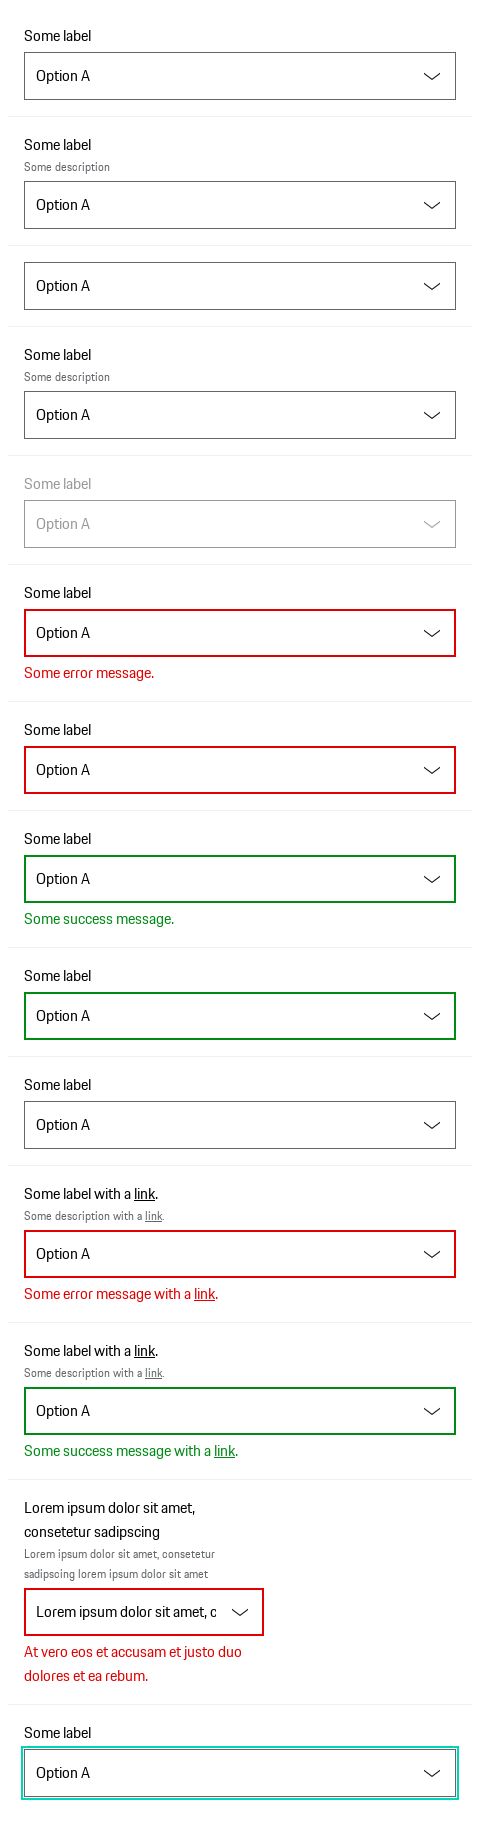 Some label
Option A
Some label
Some description
Option A
Option A
Some label
Some description
Option A
Some label
Option A
Some label
Option A
Some error message.
Some label
Option A
Some label
Option A
Some success message.
Some label
Option A
Some label
Option A
Some label with a link.
Some description with a link.
Option A
Some error message with a link.
Some label with a link.
Some description with a link.
Option A
Some success message with a link.
Lorem ipsum dolor sit amet,
consetetur sadipscing
Lorem ipsum dolor sit amet, consetetur
sadipscing lorem ipsum dolor sit amet
Lorem ipsum dolor sit amet, c
At vero eos et accusam et justo duo
dolores et ea rebum.
Some label
Option A